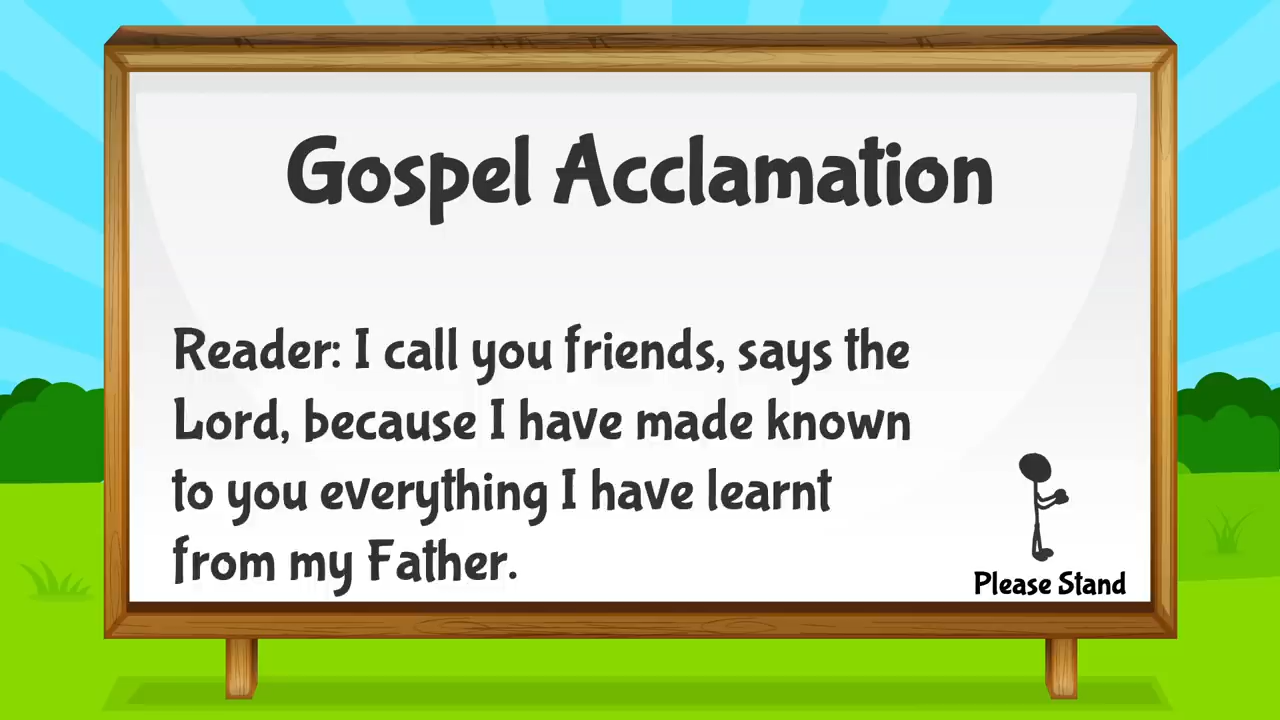 Gospel Acclamation
Reader: I call you friends, says the
Lord, because I have made known
to you everything I have learnt
from my Father.
Please Stand